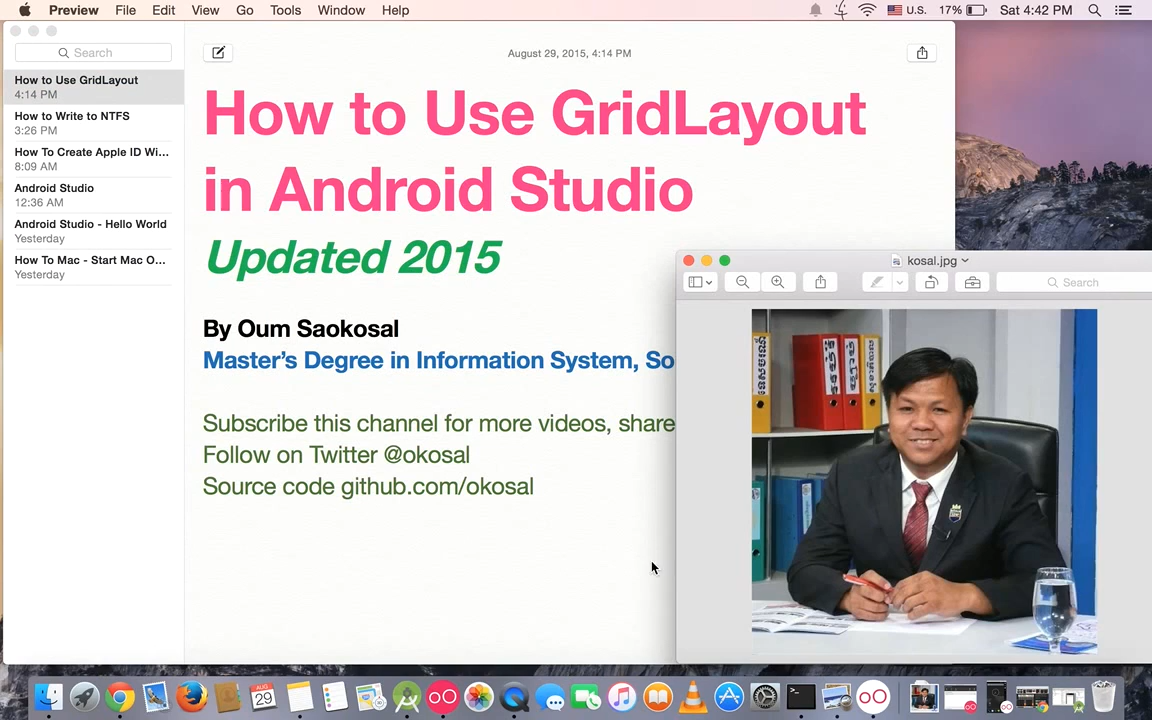 Preview File Edit View Go Tools Window Help U.S. 17% Sat 4:42 PM
Search
How to Use GridLayout
4:14 PM
How to Write to NTFS
3:26 PM
How To Create Apple ID Wi...
8:09 AM
Android Studio
12:36 AM
Android Studio - Hello World
Yesterday
How To Mac - Start Mac O...
Yesterday
August 29, 2015, 4:14 PM
How to Use GridLayout
in Android Studio
Updated 2015
By Oum Saokosal
Master's Degree in Information System, So
Subscribe this channel for more videos, share
Follow on Twitter @okosal
Source code github.com/okosal
kosal.jpg
Search
AUG
29